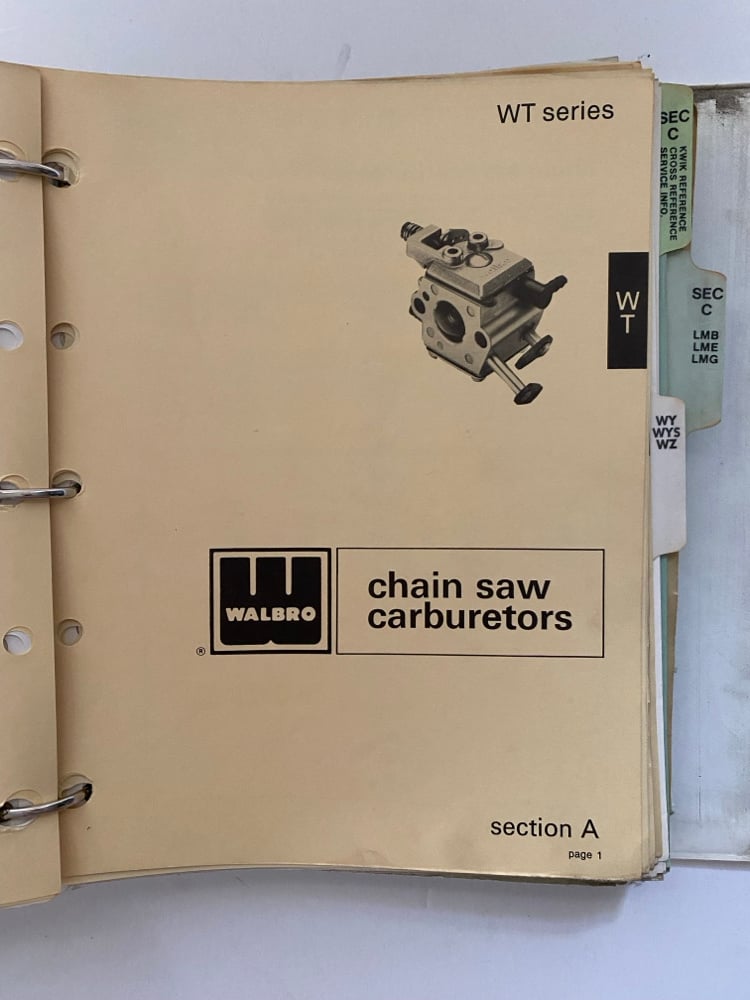 WT series
W
T
WALBRO
®
chain saw
carburetors
section A
page 1
SEC
C
KWIK REFERENCE
CROSS REFERENCE
SERVICE INFO.
SEC
C
LMB
LME
LMG
WY
WYS
WZ